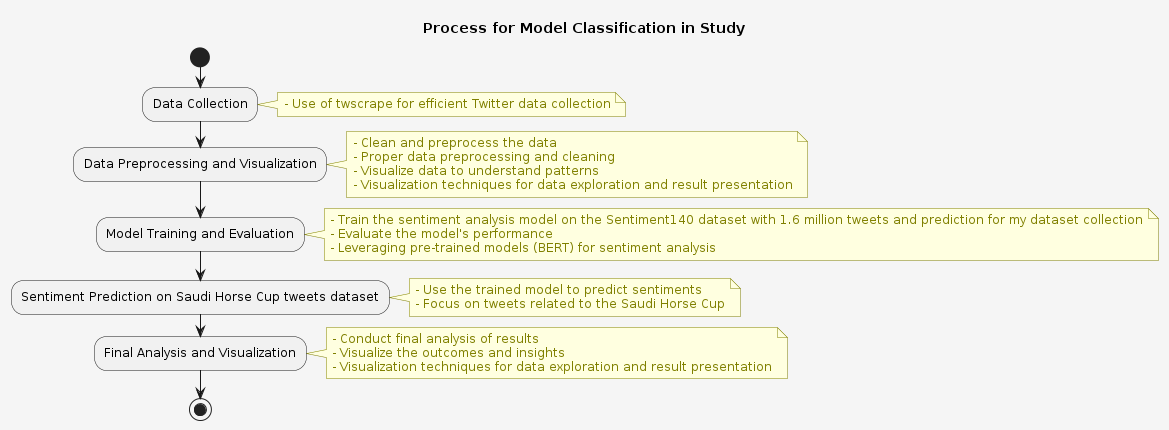 Process for Model Classification in Study
Data Collection
- Use of twscrape for efficient Twitter data collection
Data Preprocessing and Visualization
- Clean and preprocess the data
- Proper data preprocessing and cleaning
- Visualize data to understand patterns
- Visualization techniques for data exploration and result presentation
Model Training and Evaluation
- Train the sentiment analysis model on the Sentiment140 dataset with 1.6 million tweets and prediction for my dataset collection
- Evaluate the model's performance
- Leveraging pre-trained models (BERT) for sentiment analysis
Sentiment Prediction on Saudi Horse Cup tweets dataset
- Use the trained model to predict sentiments
- Focus on tweets related to the Saudi Horse Cup
Final Analysis and Visualization
- Conduct final analysis of results
- Visualize the outcomes and insights
- Visualization techniques for data exploration and result presentation